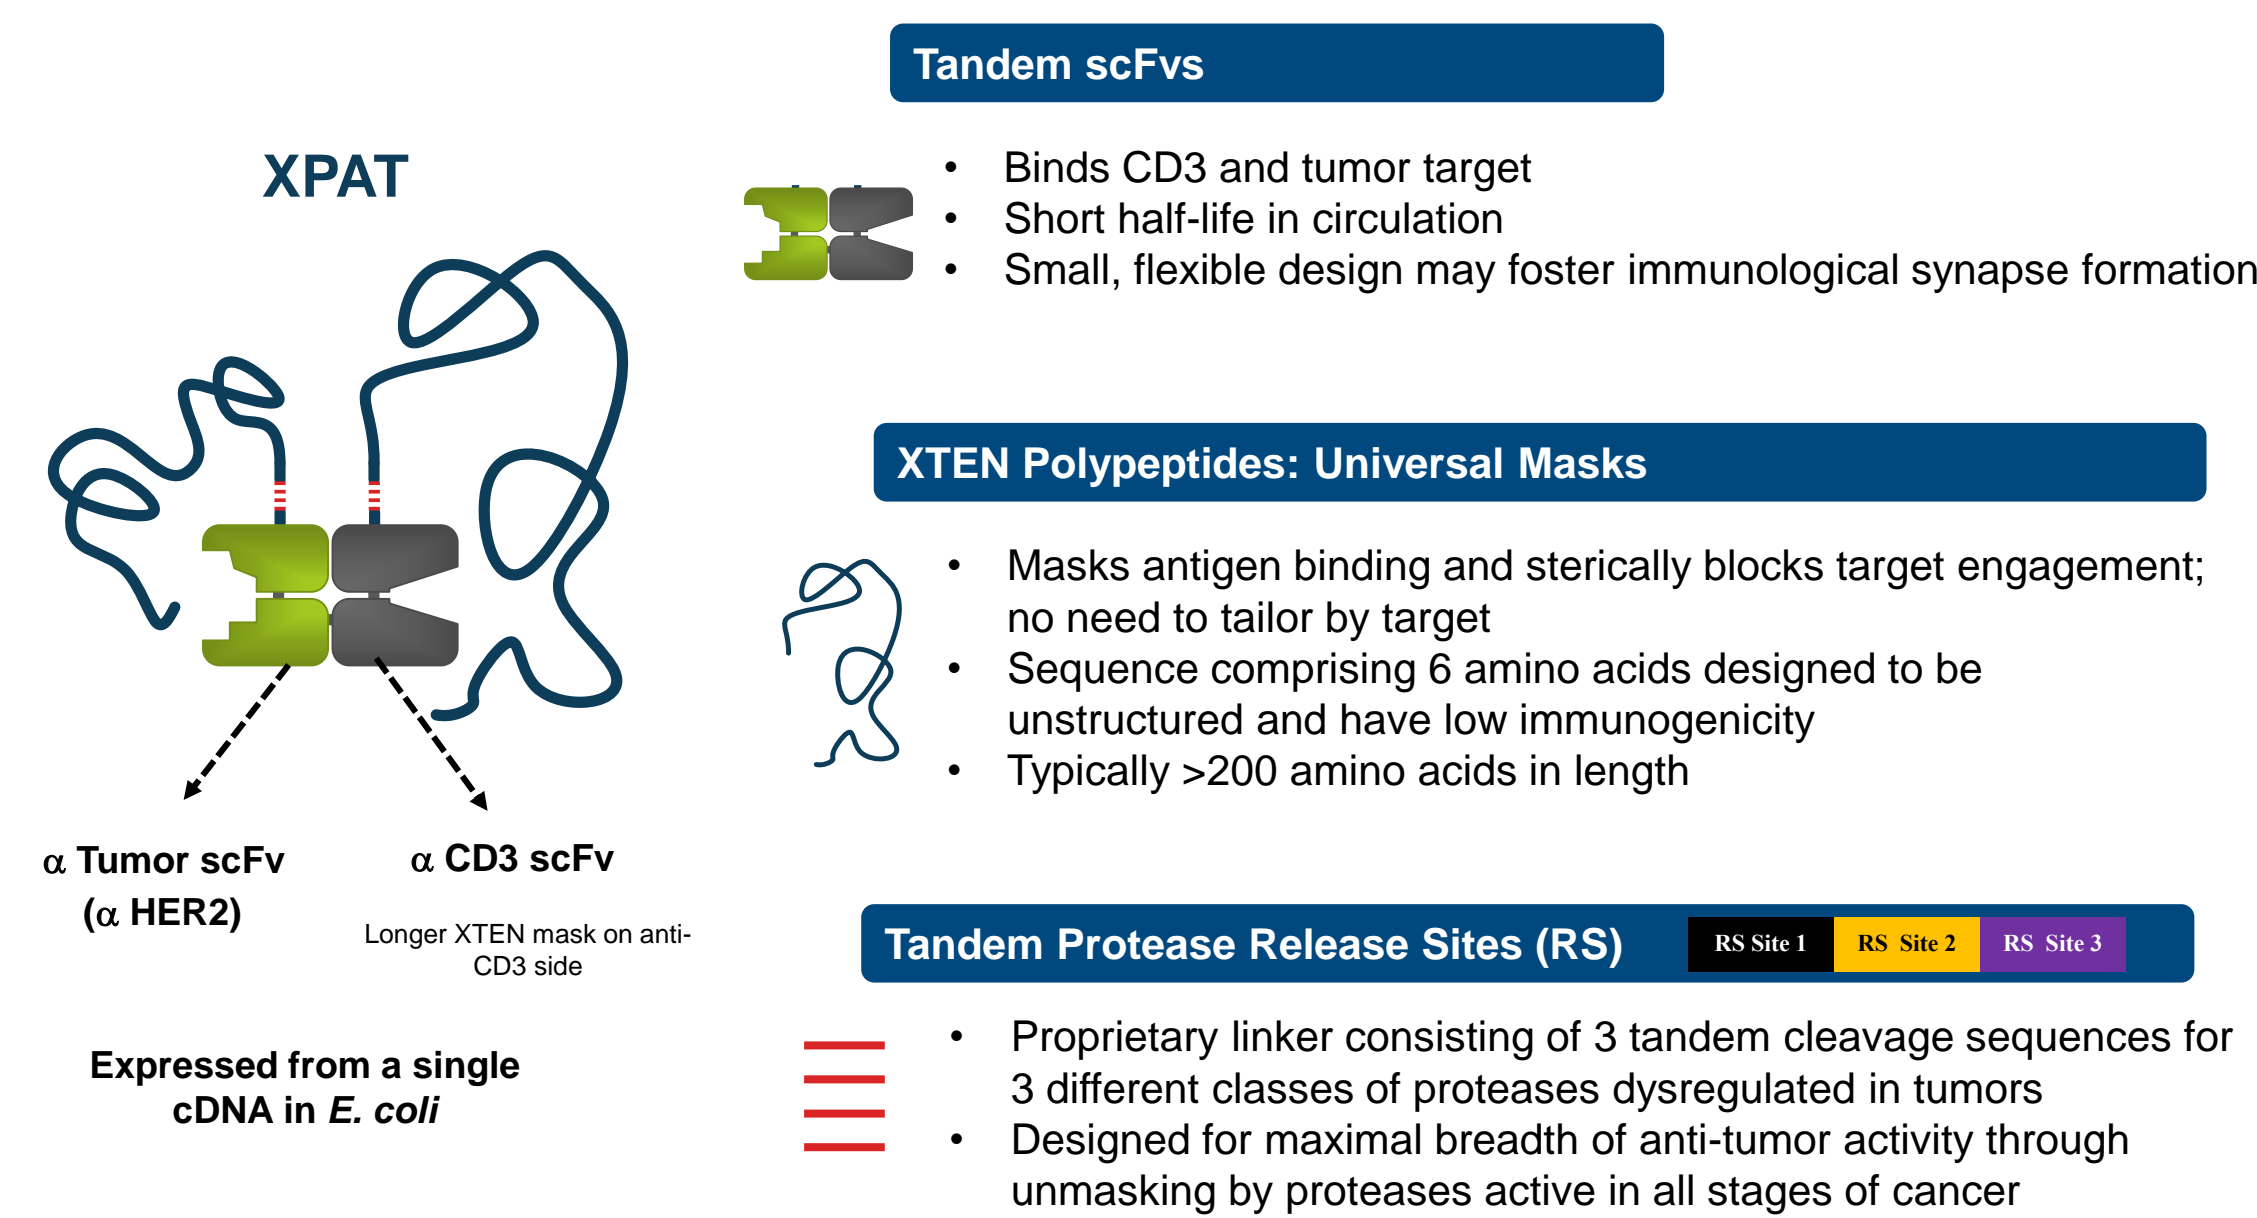 XPAT
α Tumor scFv
(α HER2)
α CD3 scFv
Longer XTEN mask on anti-
CD3 side
Expressed from a single
cDNA in E. coli
Tandem scFvs
• Binds CD3 and tumor target
• Short half-life in circulation
• Small, flexible design may foster immunological synapse formation
XTEN Polypeptides: Universal Masks
• Masks antigen binding and sterically blocks target engagement;
no need to tailor by target
• Sequence comprising 6 amino acids designed to be
unstructured and have low immunogenicity
• Typically >200 amino acids in length
Tandem Protease Release Sites (RS)
RS Site 1 RS Site 2 RS Site 3
• Proprietary linker consisting of 3 tandem cleavage sequences for
3 different classes of proteases dysregulated in tumors
• Designed for maximal breadth of anti-tumor activity through
unmasking by proteases active in all stages of cancer